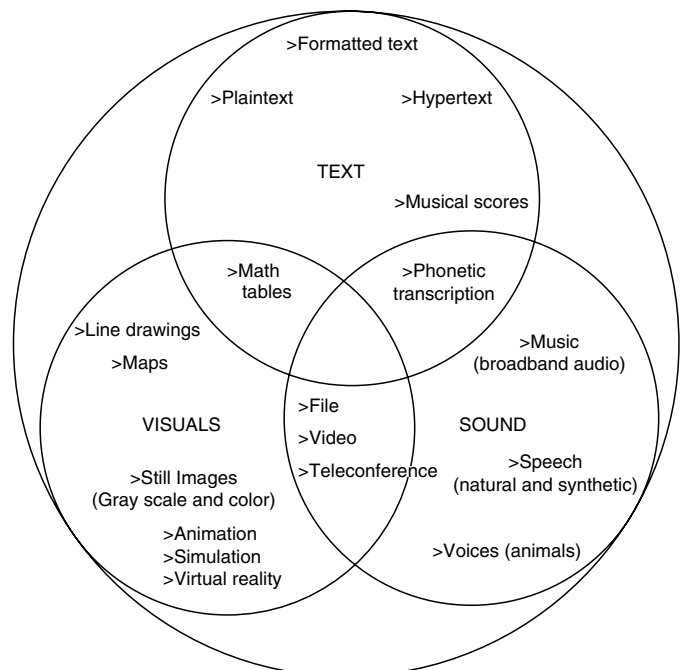 >Formatted text
>Plaintext
>Hypertext
TEXT
>Musical scores
>Math
tables
>Phonetic
transcription
>Line drawings
>Maps
>Music
(broadband audio)
>File
VISUALS
SOUND
>Video
>Teleconference
>Speech
(natural and synthetic)
>Still Images
(Gray scale and color)
>Animation
>Simulation
>Virtual reality
>Voices (animals)